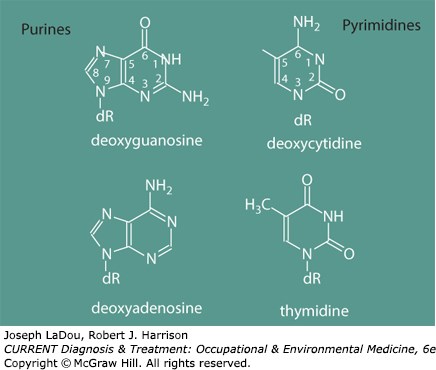 Purines
Pyrimidines
O
N
7
8
9
N
5
4
6
1
NH
3
2
N
NH₂
dR
deoxyguanosine
NH₂
6
5
4
N
1
3
2
N
O
dR
deoxycytidine
NH₂
N
N
N
N
dR
deoxyadenosine
O
H₃C
NH
N
O
dR
thymidine
Joseph LaDou, Robert J. Harrison
CURRENT Diagnosis & Treatment: Occupational & Environmental Medicine, 6e
Copyright © McGraw Hill. All rights reserved.